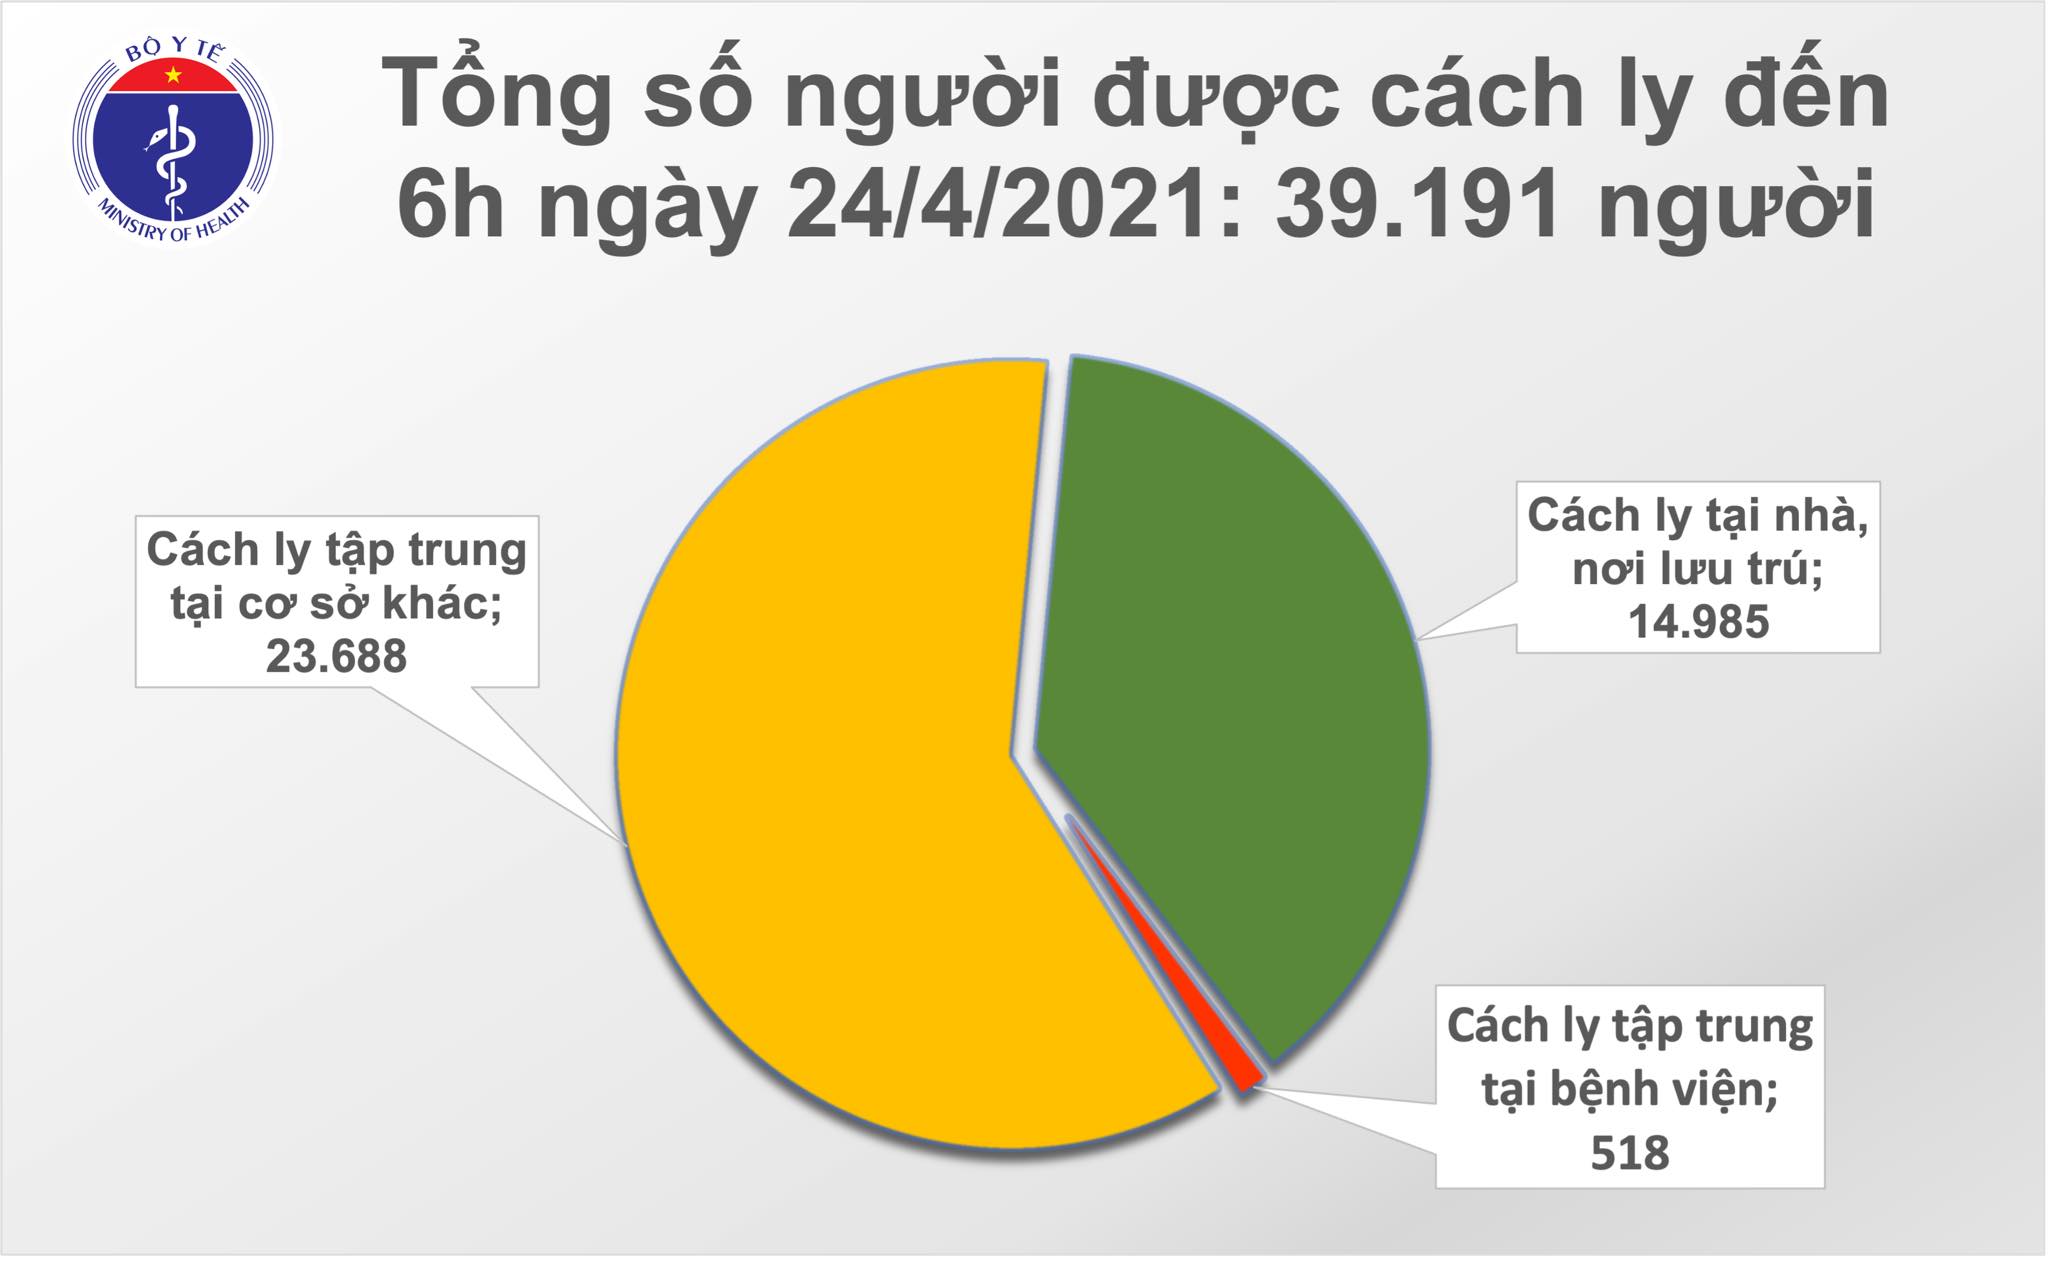 BỘ Y TẾ
MINISTRY OF HEALTH
Tổng số người được cách ly đến
6h ngày 24/4/2021: 39.191 người
Cách ly tập trung
tại cơ sở khác;
23.688
Cách ly tại nhà,
nơi lưu trú;
14.985
Cách ly tập trung
tại bệnh viện;
518